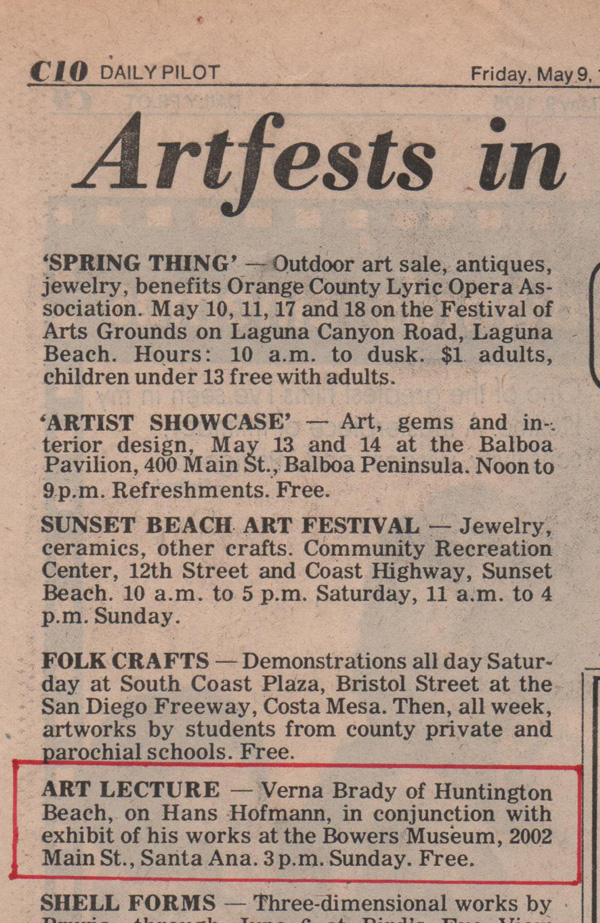 C10 DAILY PILOT Friday, May 9,
Artfests in
‘SPRING THING’ — Outdoor art sale, antiques,
jewelry, benefits Orange County Lyric Opera As-
sociation. May 10, 11, 17 and 18 on the Festival of
Arts Grounds on Laguna Canyon Road, Laguna
Beach. Hours: 10 a.m. to dusk. $1 adults,
children under 13 free with adults.
‘ARTIST SHOWCASE’ — Art, gems and in-
terior design, May 13 and 14 at the Balboa
Pavilion, 400 Main St., Balboa Peninsula. Noon to
9 p.m. Refreshments. Free.
SUNSET BEACH ART FESTIVAL — Jewelry,
ceramics, other crafts. Community Recreation
Center, 12th Street and Coast Highway, Sunset
Beach. 10 a.m. to 5 p.m. Saturday, 11 a.m. to 4
p.m. Sunday.
FOLK CRAFTS — Demonstrations all day Satur-
day at South Coast Plaza, Bristol Street at the
San Diego Freeway, Costa Mesa. Then, all week,
artworks by students from county private and
parochial schools. Free.
ART LECTURE — Verna Brady of Huntington
Beach, on Hans Hofmann, in conjunction with
exhibit of his works at the Bowers Museum, 2002
Main St., Santa Ana. 3 p.m. Sunday. Free.
SHELL FORMS — Three-dimensional works by
through June 6 at